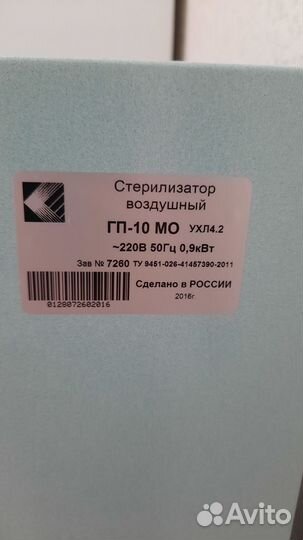 Стерилизатор
воздушный
ГП-10 МО УХЛ4.2
~220В 50Гц 0,9кВт
Зав № 7260 ТУ 9451-026-41457390-2011
Сделано в РОССИИ
2016г
0128072602016
Avito